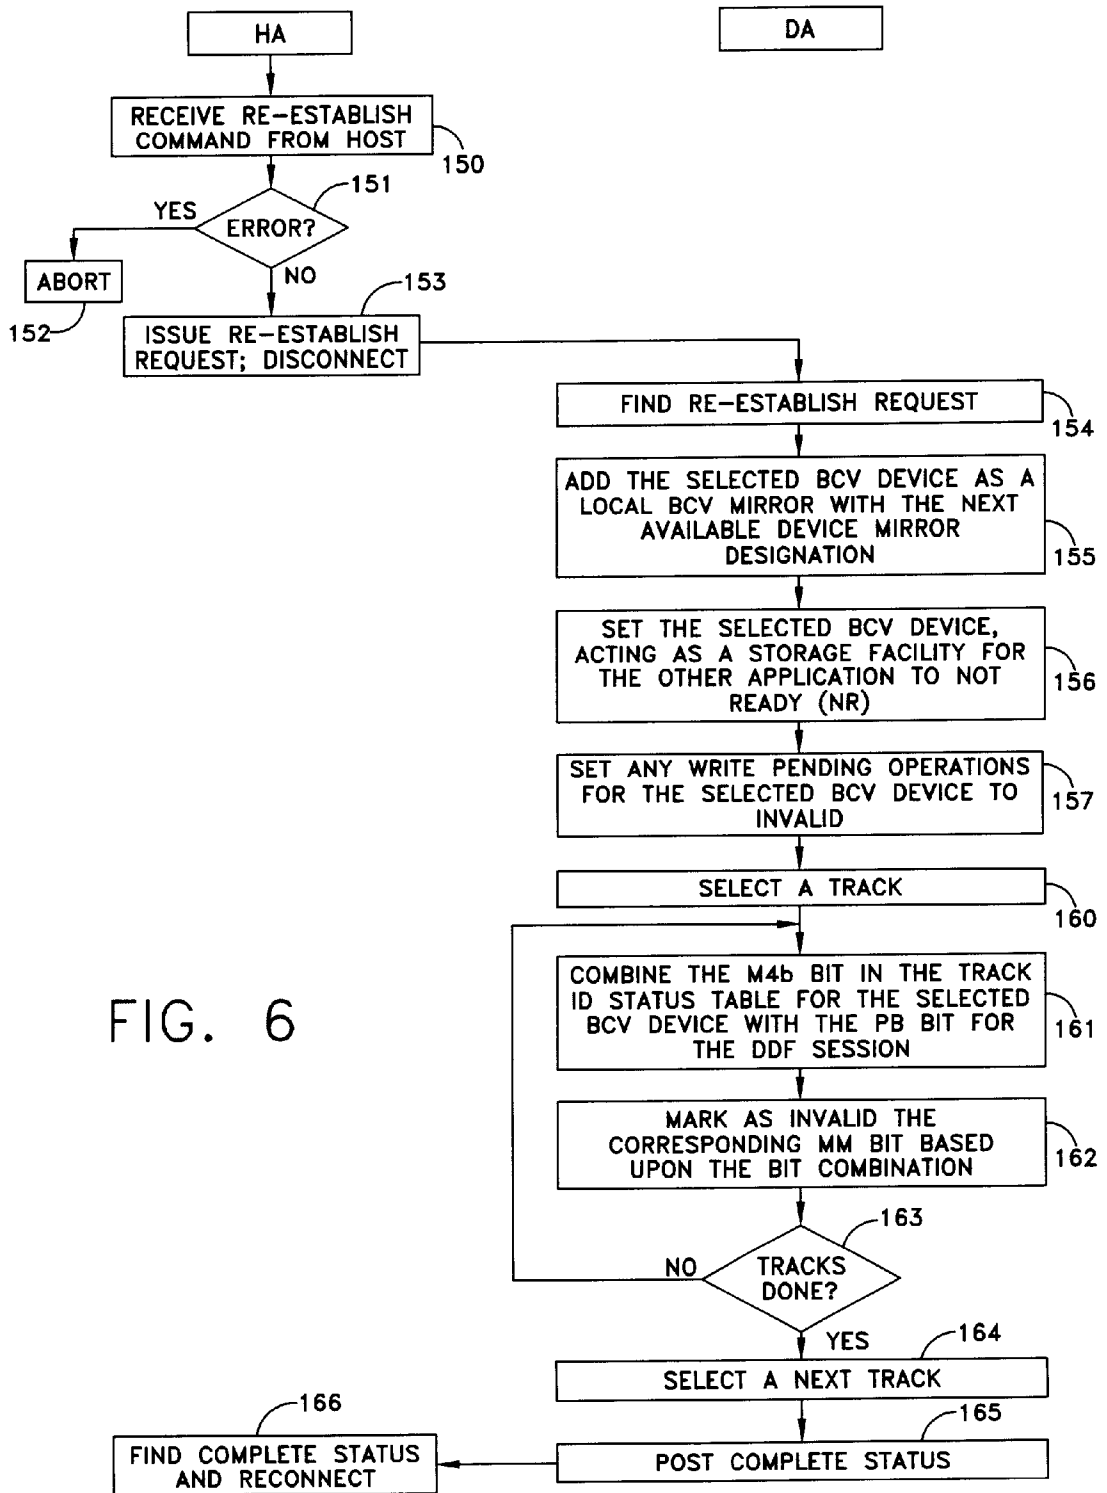 HA
DA
RECEIVE RE-ESTABLISH
COMMAND FROM HOST
150
151
YES
ERROR?
ABORT
NO
152
153
ISSUE RE-ESTABLISH
REQUEST; DISCONNECT
FIND RE-ESTABLISH REQUEST
154
ADD THE SELECTED BCV DEVICE AS A
LOCAL BCV MIRROR WITH THE NEXT
AVAILABLE DEVICE MIRROR
DESIGNATION
155
SET THE SELECTED BCV DEVICE,
ACTING AS A STORAGE FACILITY FOR
THE OTHER APPLICATION TO NOT
READY (NR)
156
SET ANY WRITE PENDING OPERATIONS
FOR THE SELECTED BCV DEVICE TO
INVALID
157
SELECT A TRACK
160
COMBINE THE M4b BIT IN THE TRACK
ID STATUS TABLE FOR THE SELECTED
BCV DEVICE WITH THE PB BIT FOR
THE DDF SESSION
161
FIG. 6
MARK AS INVALID THE
CORRESPONDING MM BIT BASED
UPON THE BIT COMBINATION
162
163
NO
TRACKS
DONE?
YES
164
SELECT A NEXT TRACK
165
POST COMPLETE STATUS
166
FIND COMPLETE STATUS
AND RECONNECT